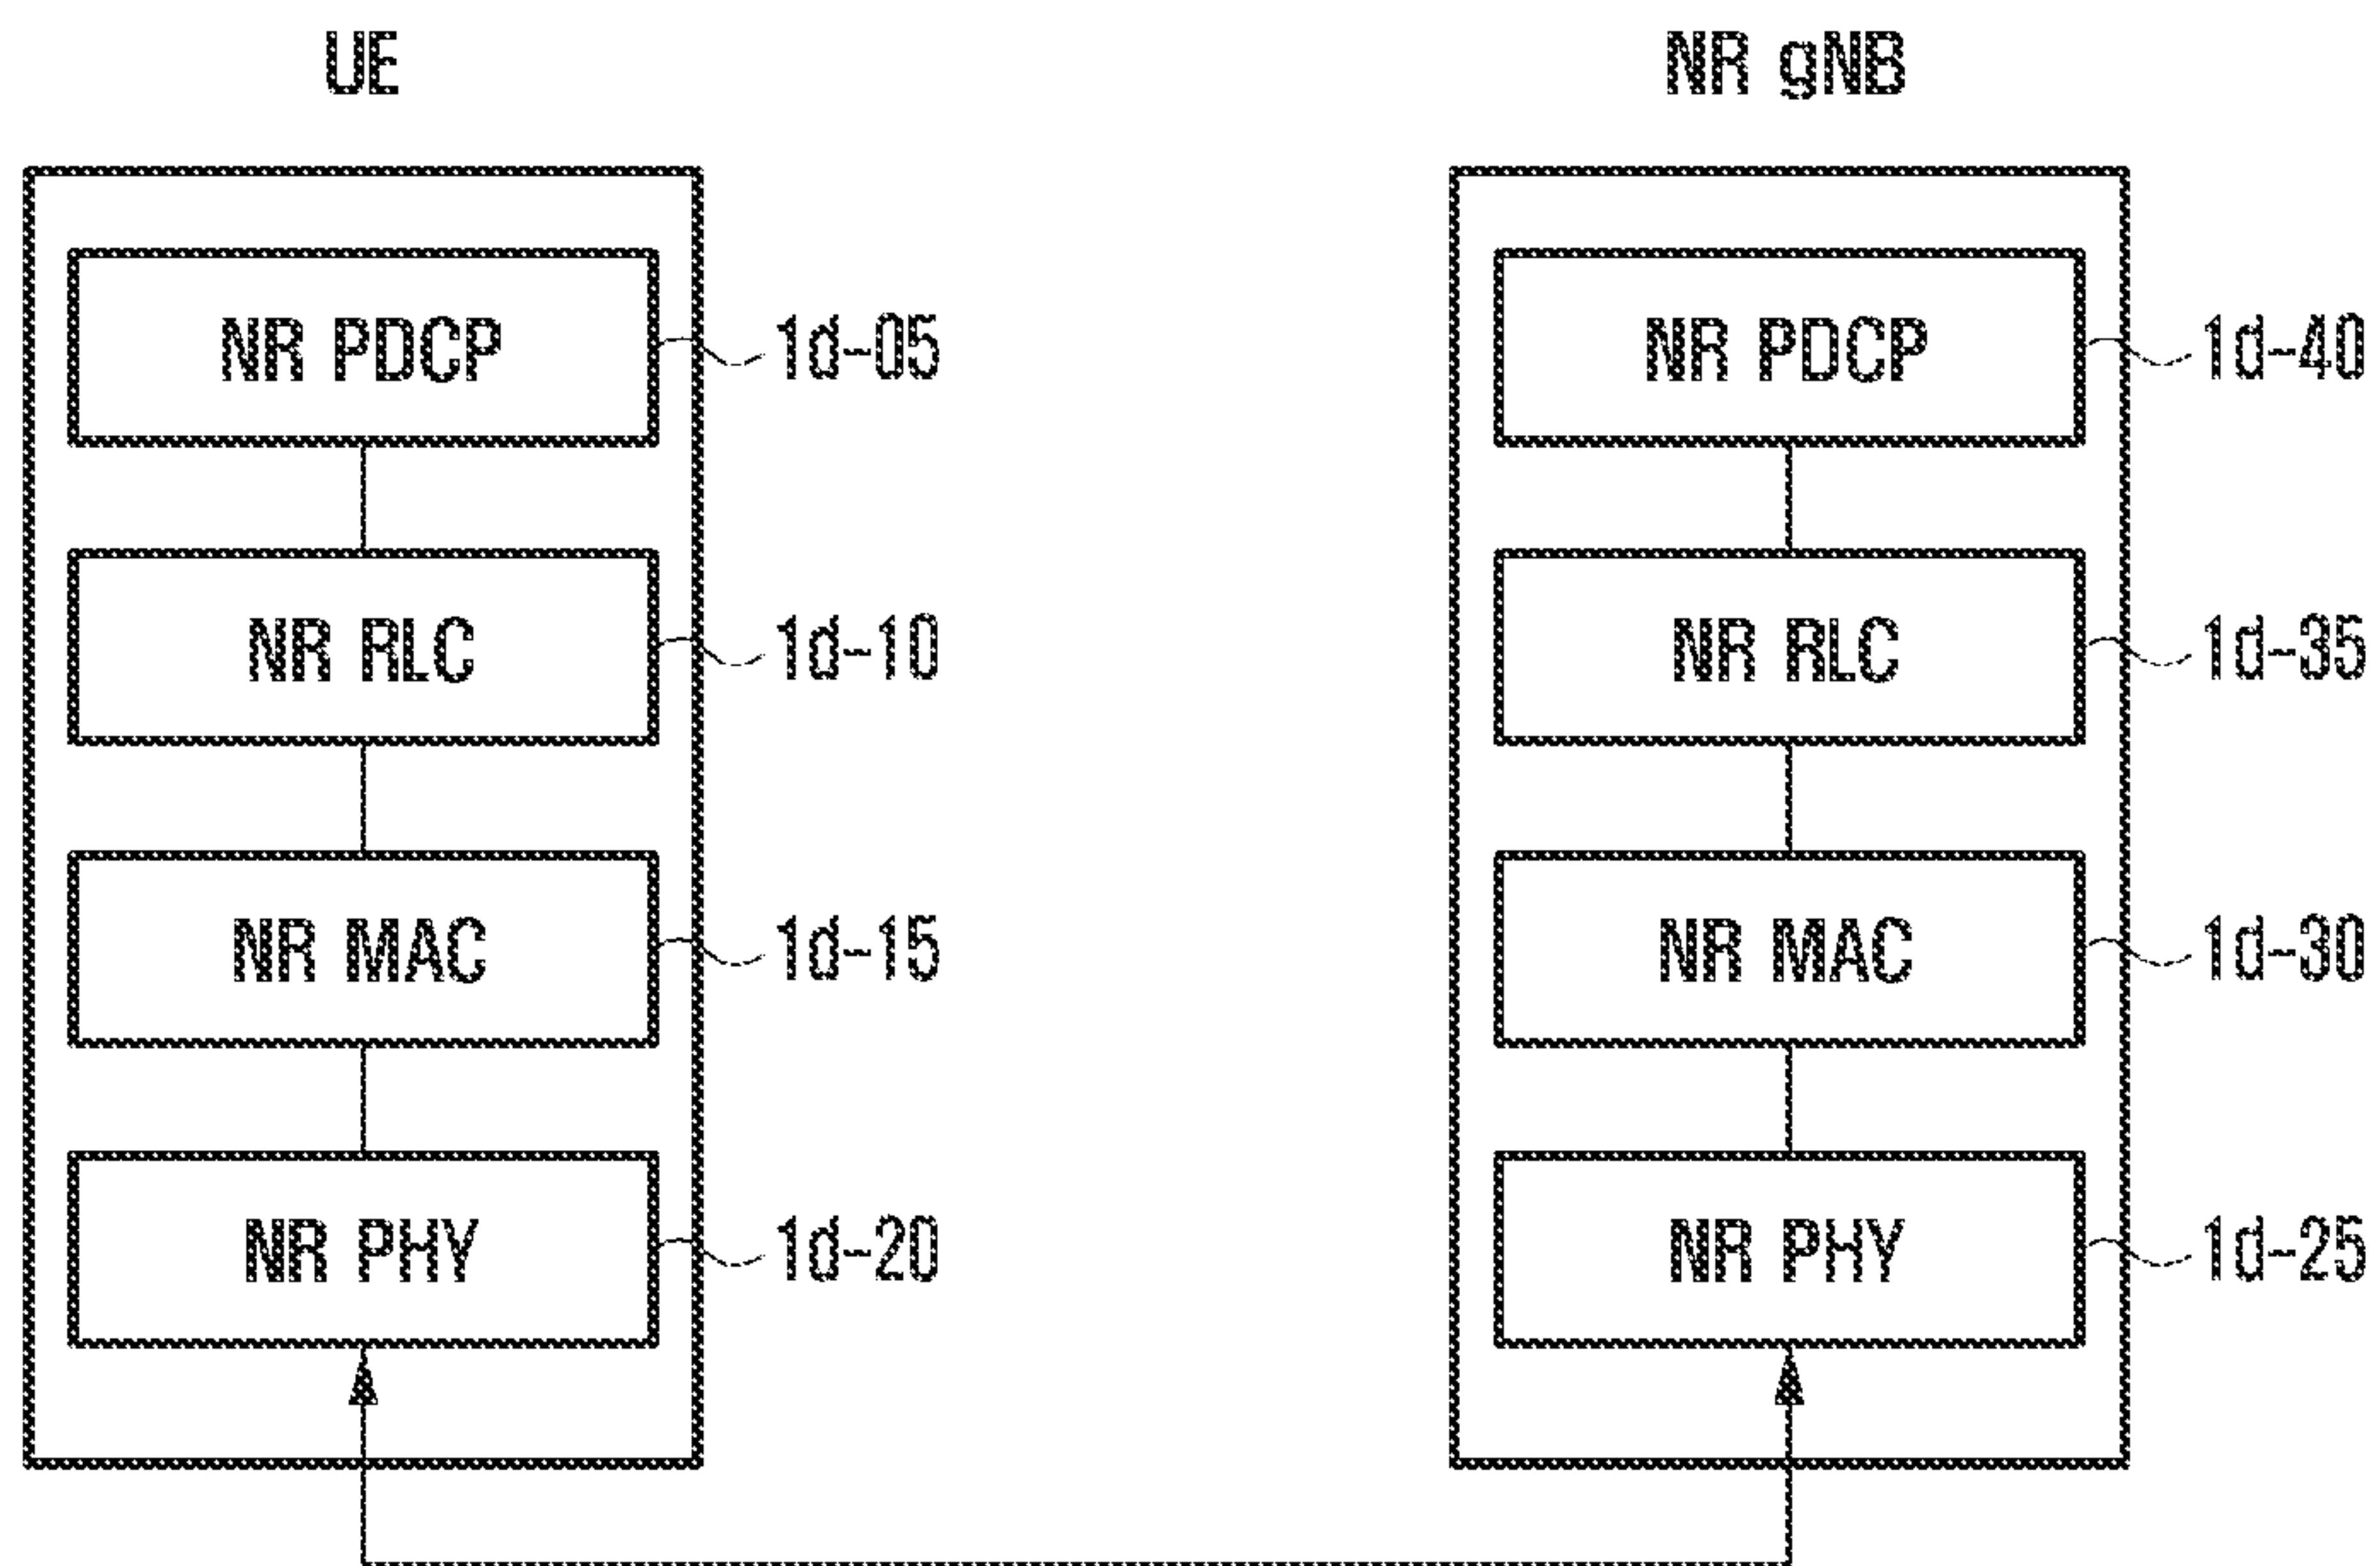 UE
NR PDCP 1d-05
NR RLC 1d-10
NR MAC 1d-15
NR PHY 1d-20
NR gNB
NR PDCP 1d-40
NR RLC 1d-35
NR MAC 1d-30
NR PHY 1d-25